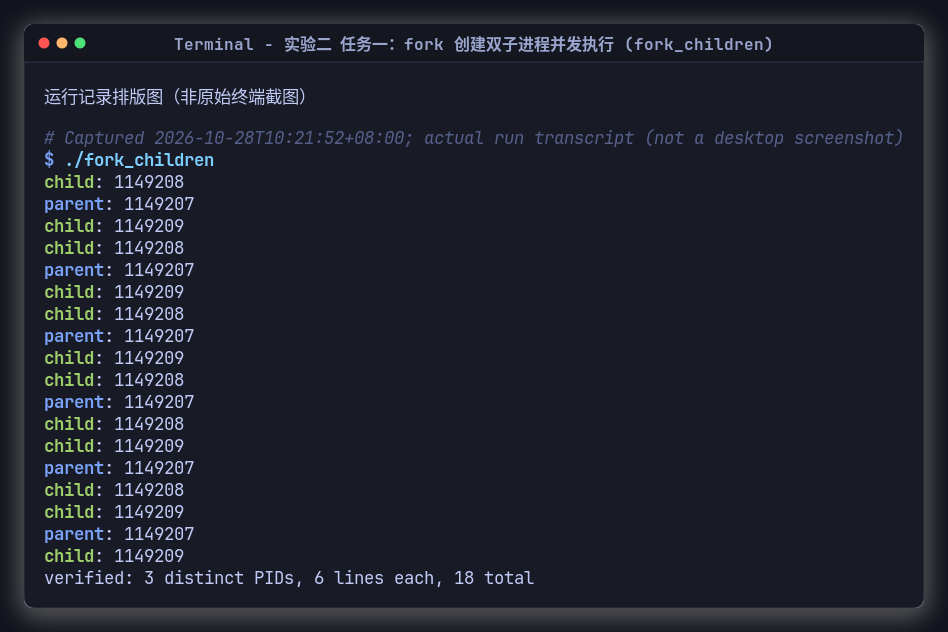 Terminal - 实验二 任务一：fork 创建双子进程并发执行 (fork_children)
运行记录排版图（非原始终端截图）
# Captured 2026-10-28T10:21:52+08:00; actual run transcript (not a desktop screenshot)
$ ./fork_children
child: 1149208
parent: 1149207
child: 1149209
child: 1149208
parent: 1149207
child: 1149209
child: 1149208
parent: 1149207
child: 1149209
child: 1149208
parent: 1149207
child: 1149208
child: 1149209
parent: 1149207
child: 1149208
child: 1149209
parent: 1149207
child: 1149209
verified: 3 distinct PIDs, 6 lines each, 18 total